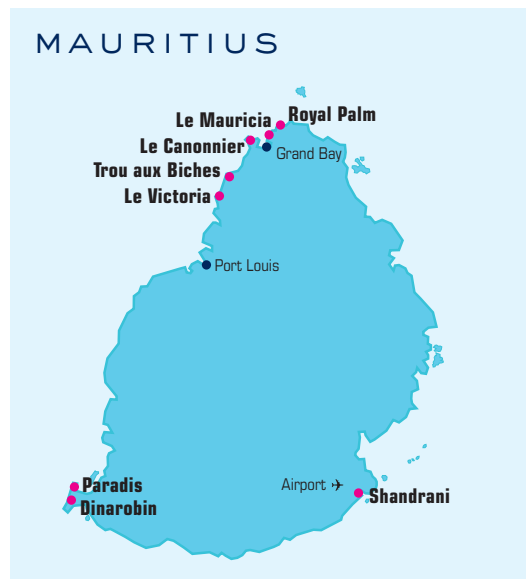 MAURITIUS
Royal Palm
Le Mauricia
Le Canonnier
Grand Bay
Trou aux Biches
Le Victoria
Port Louis
Paradis
Dinarobin
Airport
Shandrani